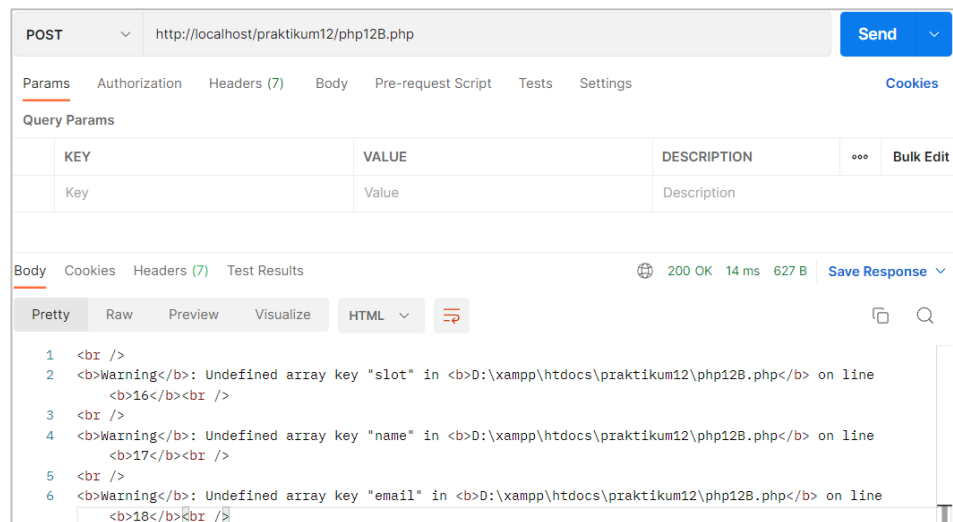 POST http://localhost/praktikum12/php12B.php Send
Params Authorization Headers (7) Body Pre-request Script Tests Settings Cookies
Query Params
KEY VALUE DESCRIPTION ooo Bulk Edit
Key Value Description
Body Cookies Headers (7) Test Results 200 OK 14 ms 627 B Save Response
Pretty Raw Preview Visualize HTML
1 <br />
2 <b>Warning</b>: Undefined array key "slot" in <b>D:\xampp\htdocs\praktikum12\php12B.php</b> on line
<b>16</b><br />
3 <br />
4 <b>Warning</b>: Undefined array key "name" in <b>D:\xampp\htdocs\praktikum12\php12B.php</b> on line
<b>17</b><br />
5 <br />
6 <b>Warning</b>: Undefined array key "email" in <b>D:\xampp\htdocs\praktikum12\php12B.php</b> on line
<b>18</b><br />